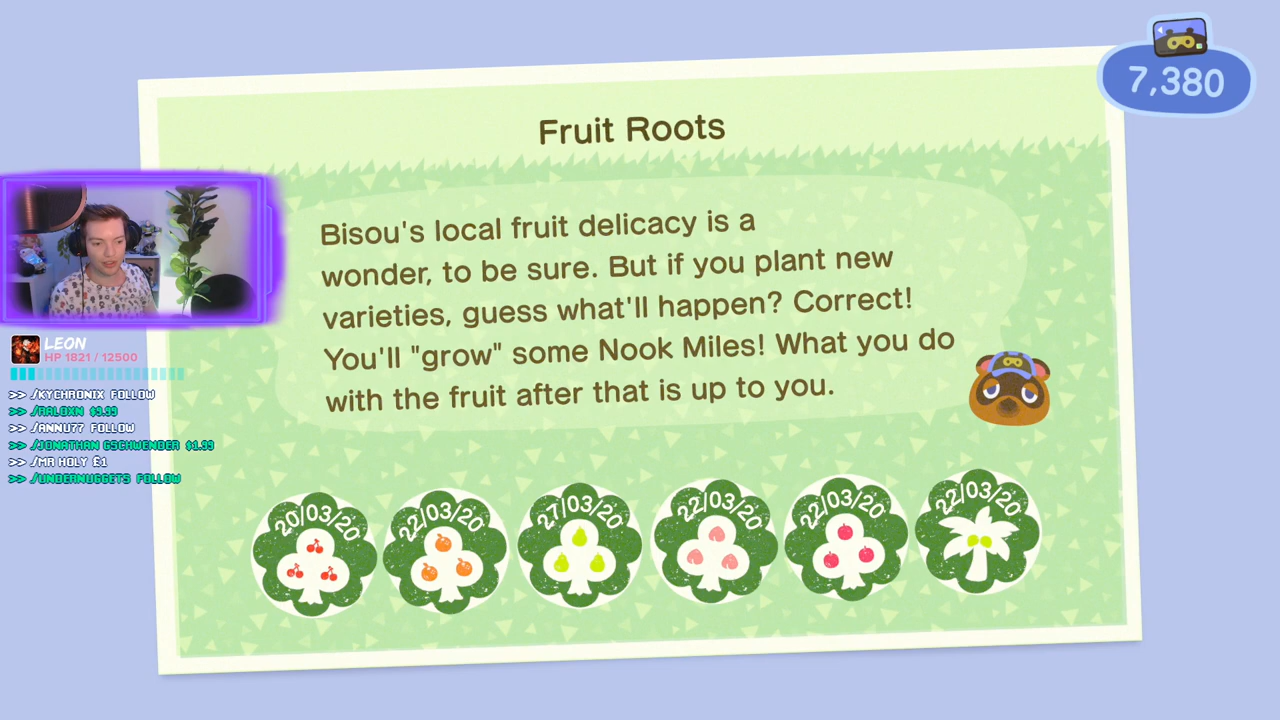 7,380
Fruit Roots
Bisou's local fruit delicacy is a
wonder, to be sure. But if you plant new
varieties, guess what'll happen? Correct!
You'll "grow" some Nook Miles! What you do
with the fruit after that is up to you.
LEON
HP 1821 / 12500
>> ./KYCHRONIX FOLLOW
>> ./RALOXN $9.99
>> ./ANNU77 FOLLOW
>> ./JONATHAN GSCHWENDER $1.99
>> ./MR HOLY £1
>> ./UNBERNUGGETS FOLLOW
20/03/20
22/03/20
27/03/20
22/03/20
22/03/20
22/03/20